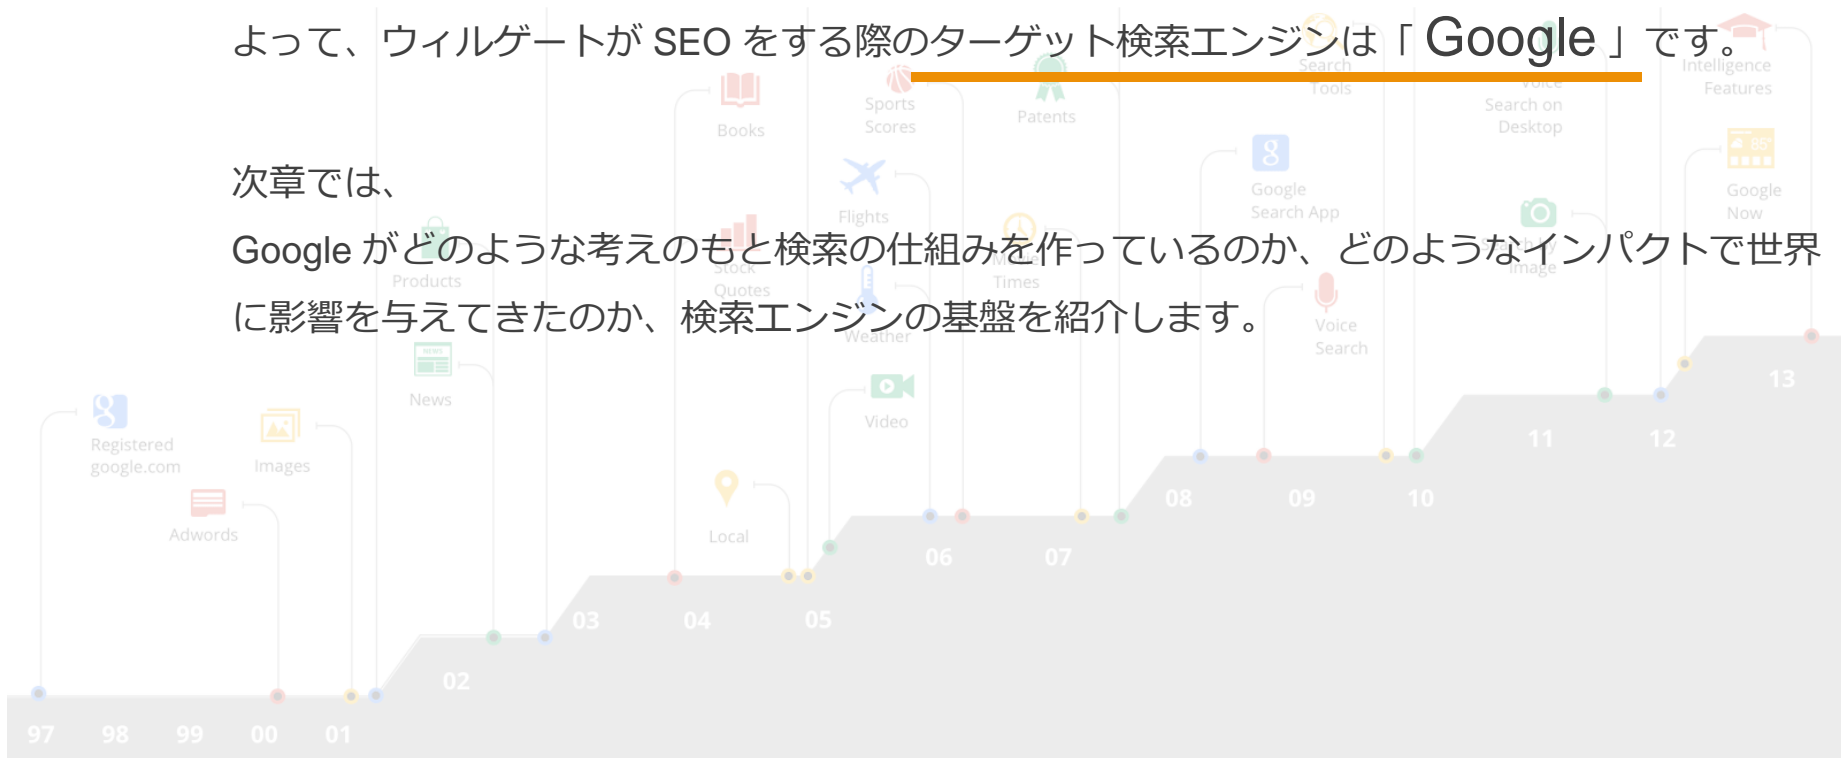 よって、ウィルゲートが SEO をする際のターゲット検索エンジンは「 Google 」です。
次章では、
Google がどのような考えのもと検索の仕組みを作っているのか、どのようなインパクトで世界
に影響を与えてきたのか、検索エンジンの基盤を紹介します。
Search
Tools
Intelligence
Features
Voice
Search on
Desktop
Books
Sports
Scores
Patents
Google
Search App
Google
Now
Flights
Products
Stock
Quotes
Movie
Times
Search by
Image
Weather
Voice
Search
NEWS
News
Video
85°
Registered
google.com
Images
Adwords
Local
13
11
12
08
09
10
06
07
03
04
05
02
97
98
99
00
01